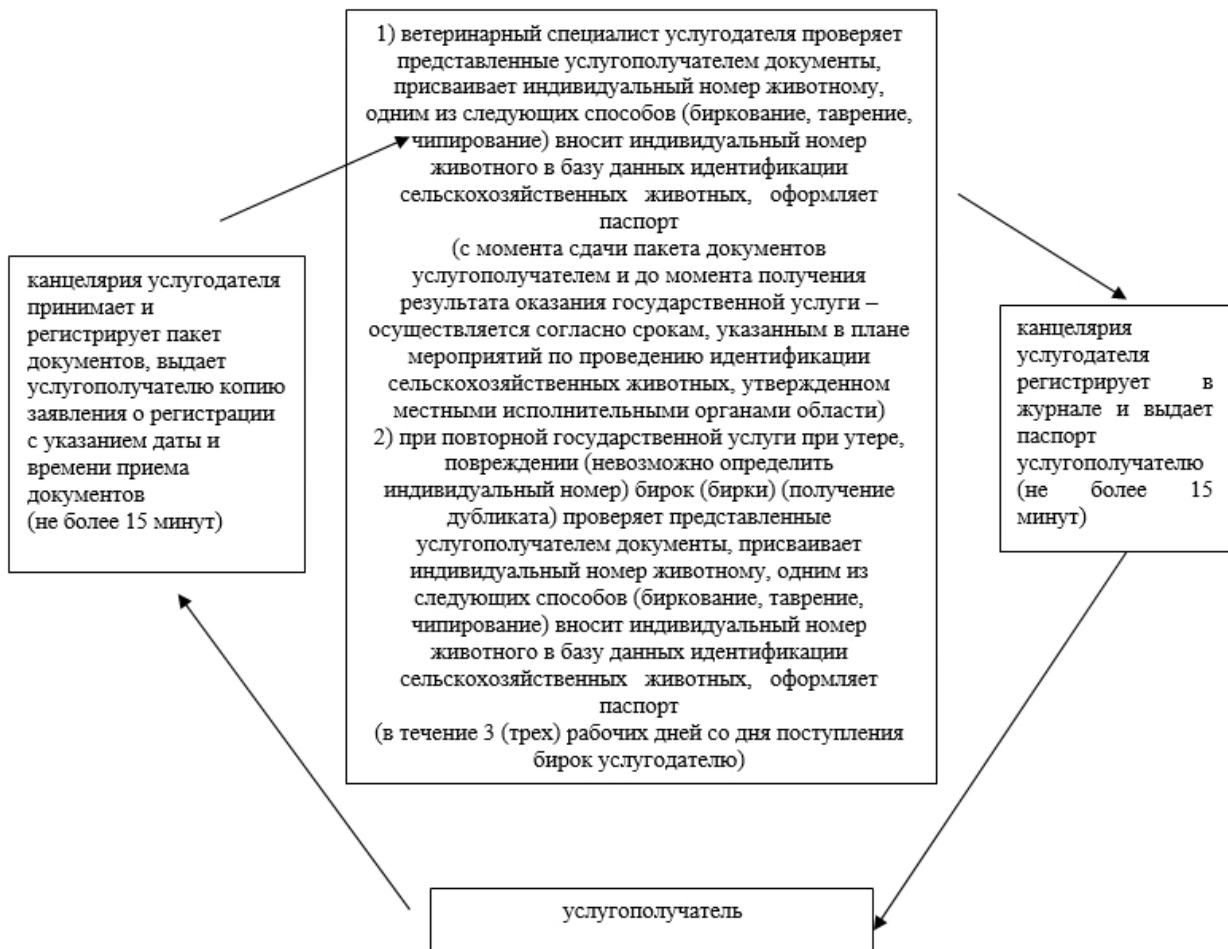 канцелярия услугодателя
принимает и
регистрирует пакет
документов, выдает
услугополучателю копию
заявления о регистрации
с указанием даты и
времени приема
документов
(не более 15 минут)
1) ветеринарный специалист услугодателя проверяет
представленные услугополучателем документы,
присваивает индивидуальный номер животному,
одним из следующих способов (биркование, таврение,
чипирование) вносит индивидуальный номер
животного в базу данных идентификации
сельскохозяйственных животных, оформляет
паспорт
(с момента сдачи пакета документов
услугополучателем и до момента получения
результата оказания государственной услуги –
осуществляется согласно срокам, указанным в плане
мероприятий по проведению идентификации
сельскохозяйственных животных, утвержденном
местными исполнительными органами области)
2) при повторной государственной услуги при утере,
повреждении (невозможно определить
индивидуальный номер) бирок (бирки) (получение
дубликата) проверяет представленные
услугополучателем документы, присваивает
индивидуальный номер животному, одним из
следующих способов (биркование, таврение,
чипирование) вносит индивидуальный номер
животного в базу данных идентификации
сельскохозяйственных животных, оформляет
паспорт
(в течение 3 (трех) рабочих дней со дня поступления
бирок услугодателю)
канцелярия
услугодателя
регистрирует в
журнале и выдает
паспорт
услугополучателю
(не более 15
минут)
услугополучатель